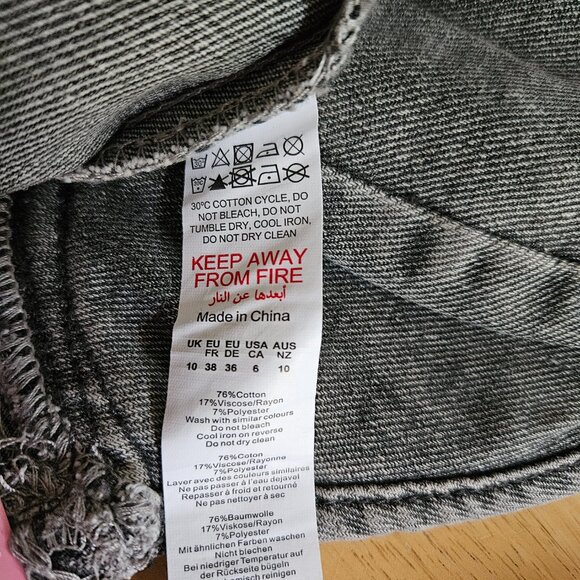 30°C COTTON CYCLE, DO
NOT BLEACH, DO NOT
TUMBLE DRY, COOL IRON,
DO NOT DRY CLEAN
KEEP AWAY
FROM FIRE
أبعدها عن النار
Made in China
UK EU EU USA AUS
FR DE CA NZ
10 38 36 6 10
76%Cotton
17%Viscose/Rayon
7%Polyester
Wash with similar colours
Do not bleach
Cool iron on reverse
Do not dry clean
76%Coton
17%Viscose/Rayonne
7%Polyester
Laver avec des couleurs similaires
Ne pas passer à l'eau dejavel
Repasser à froid et retourné
Ne pas nettoyer à sec
76%Baumwolle
17%Viskose/Rayon
7%Polyester
Mit ähnlichen Farben waschen
Nicht blechen
Bei niedriger Temperatur auf
der Rückseite bügeln
reinigen